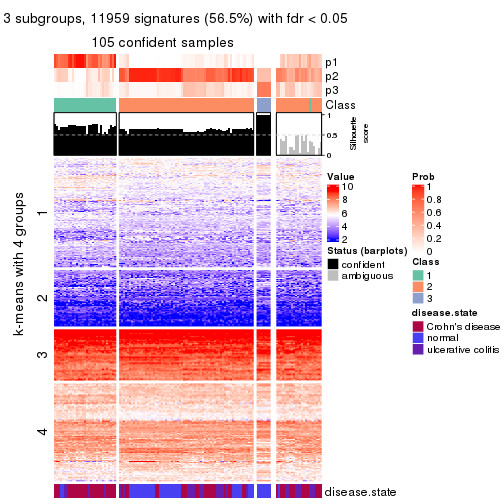 3 subgroups, 11959 signatures (56.5%) with fdr < 0.05
105 confident samples
p1
p2
p3
Class
1
0.5
0
Silhouette
score
k-means with 4 groups
1
2
3
4
disease.state
Value
10
8
6
4
2
Status (barplots)
confident
ambiguous
Prob
1
0.8
0.6
0.4
0.2
0
Class
1
2
3
disease.state
Crohn's disease
normal
ulcerative colitis